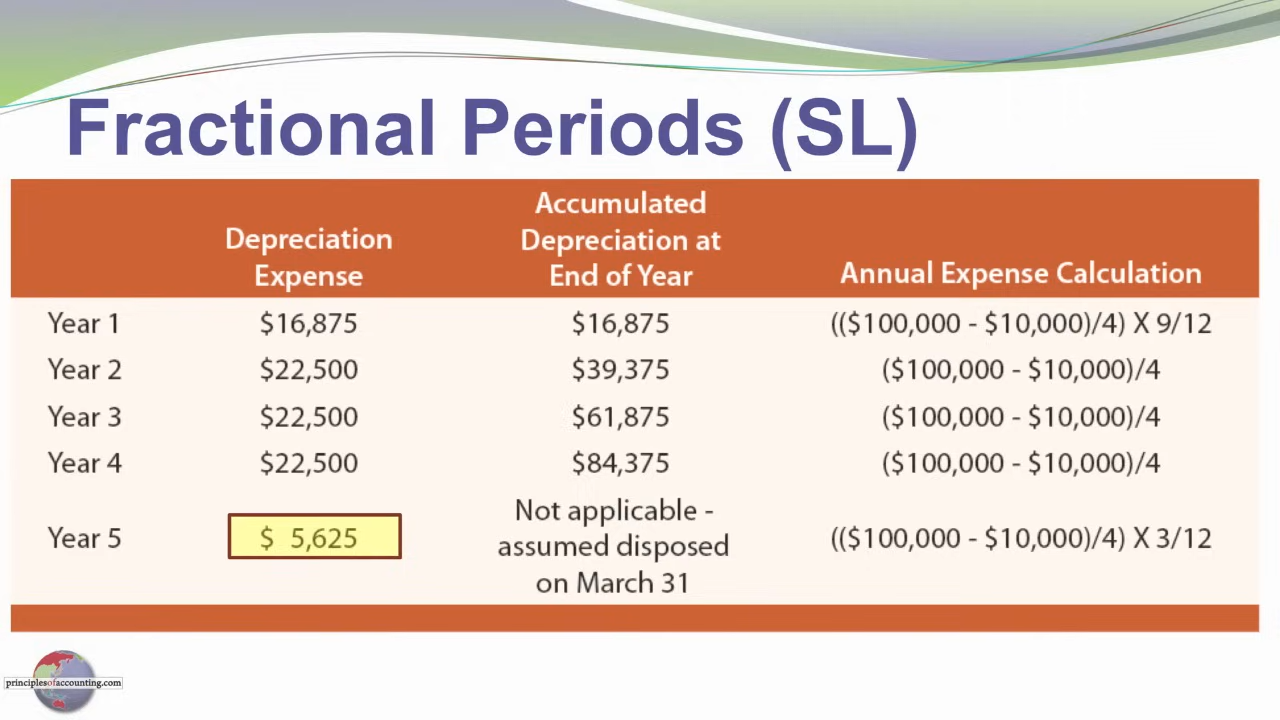 Fractional Periods (SL)
Depreciation Expense
Accumulated Depreciation at End of Year
Annual Expense Calculation
Year 1 $16,875 $16,875 (($100,000 - $10,000)/4) X 9/12
Year 2 $22,500 $39,375 ($100,000 - $10,000)/4
Year 3 $22,500 $61,875 ($100,000 - $10,000)/4
Year 4 $22,500 $84,375 ($100,000 - $10,000)/4
Year 5 $ 5,625 Not applicable - assumed disposed on March 31 (($100,000 - $10,000)/4) X 3/12
principlesofaccounting.com